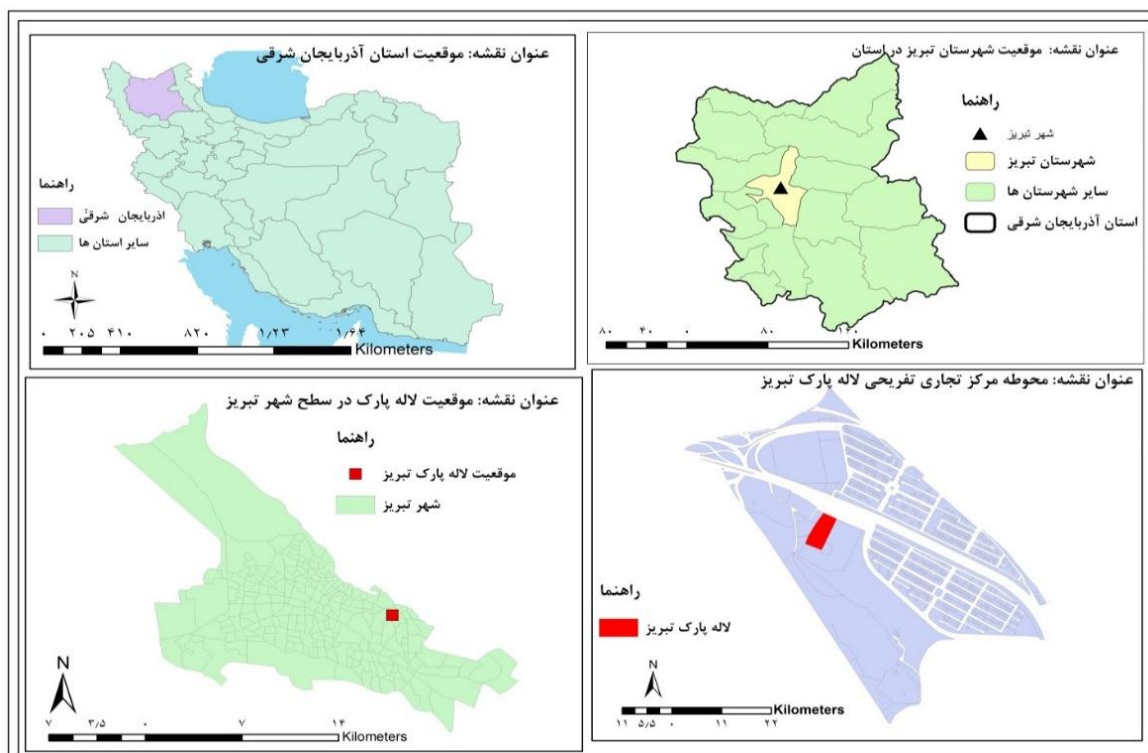 عنوان نقشه: موقعیت استان آذربایجان شرقی
راهنما
اذربایجان شرقی
سایر استان ها
N
۰ ۲۰۵ ۴۱۰ ۸۲۰ ۱٫۲۳ ۱٫۶۴
Kilometers
عنوان نقشه: موقعیت شهرستان تبریز در استان
راهنما
شهر تبریز
شهرستان تبریز
سایر شهرستان ها
استان آذربایجان شرقی
۸۰ ۴۰ ۰ ۸۰ ۱۶۰
عنوان نقشه: موقعیت لاله پارک در سطح شهر تبریز
راهنما
موقعیت لاله پارک تبریز
شهر تبریز
N
۷ ۳٫۵ ۰ ۷ ۱۴
Kilometers
عنوان نقشه: محوطه مرکز تجاری تفریحی لاله پارک تبریز
راهنما
لاله پارک تبریز
N
۱۱ ۵٫۵ ۰ ۱۱ ۲۲
Kilometers